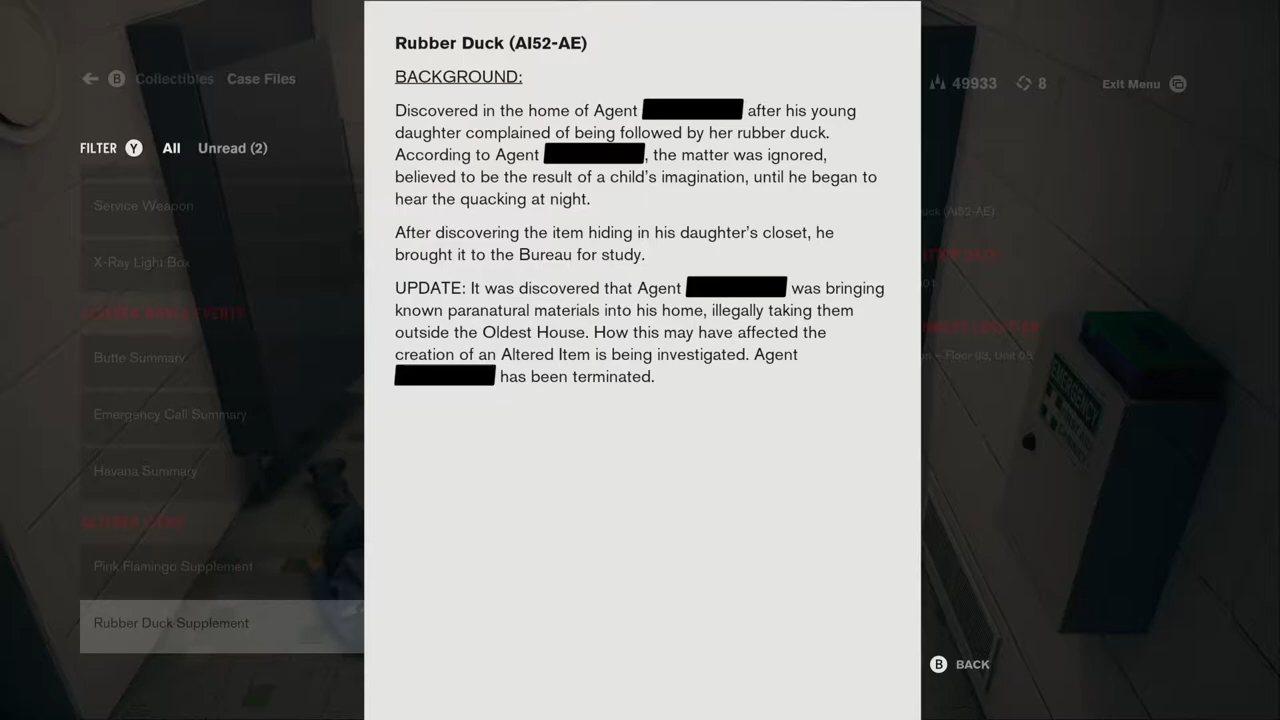 Rubber Duck (AI52-AE)
BACKGROUND:
Discovered in the home of Agent after his young
daughter complained of being followed by her rubber duck.
According to Agent , the matter was ignored,
believed to be the result of a child's imagination, until he began to
hear the quacking at night.
After discovering the item hiding in his daughter's closet, he
brought it to the Bureau for study.
UPDATE: It was discovered that Agent was bringing
known paranatural materials into his home, illegally taking them
outside the Oldest House. How this may have affected the
creation of an Altered Item is being investigated. Agent
has been terminated.
B Collectibles Case Files
49933 8 Exit Menu
FILTER Y All Unread (2)
Service Weapon
X-Ray Light Box
Butte Summary
Emergency Call Summary
Havana Summary
ALTERED ITEMS
Pink Flamingo Supplement
Rubber Duck Supplement
uck (AI52-AE)
EMERGENCY
B BACK